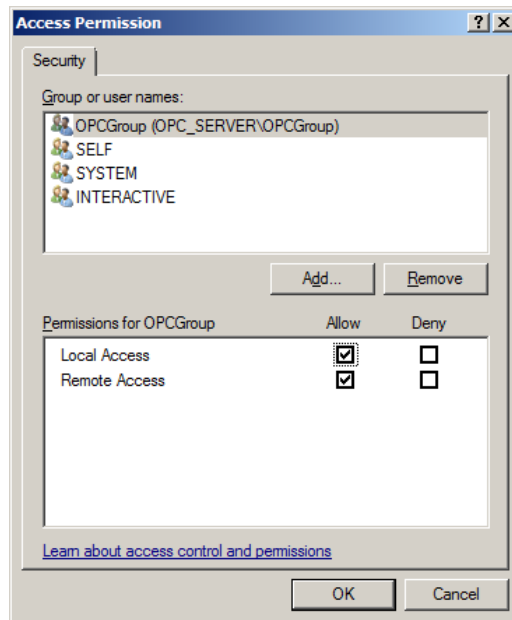 Access Permission
Security
Group or user names:
OPCGroup (OPC_SERVER\OPCGroup)
SELF
SYSTEM
INTERACTIVE
Add... Remove
Permissions for OPCGroup Allow Deny
Local Access
Remote Access
Learn about access control and permissions
OK Cancel